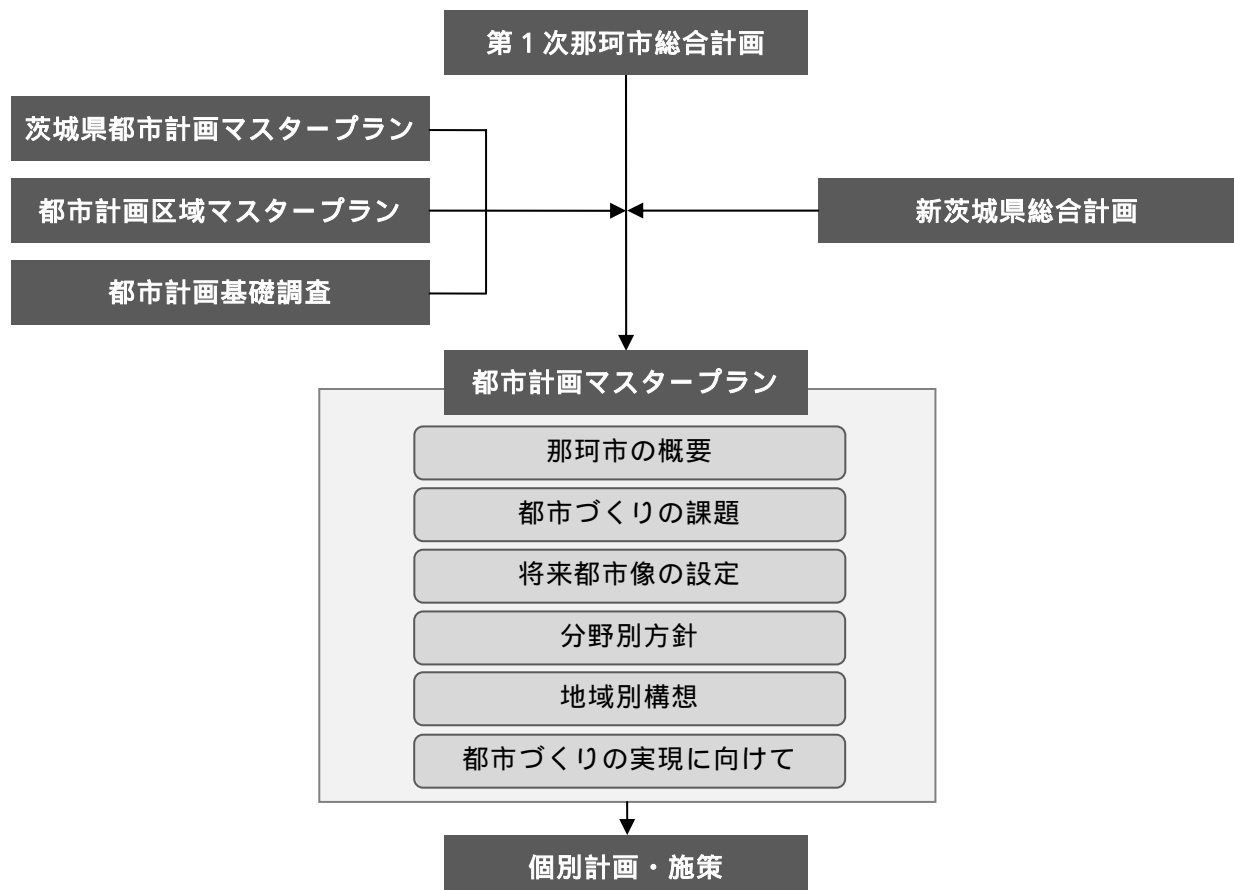 第1次那珂市総合計画
茨城県都市計画マスタープラン
都市計画区域マスタープラン
新茨城県総合計画
都市計画基礎調査
都市計画マスタープラン
那珂市の概要
都市づくりの課題
将来都市像の設定
分野別方針
地域別構想
都市づくりの実現に向けて
個別計画・施策